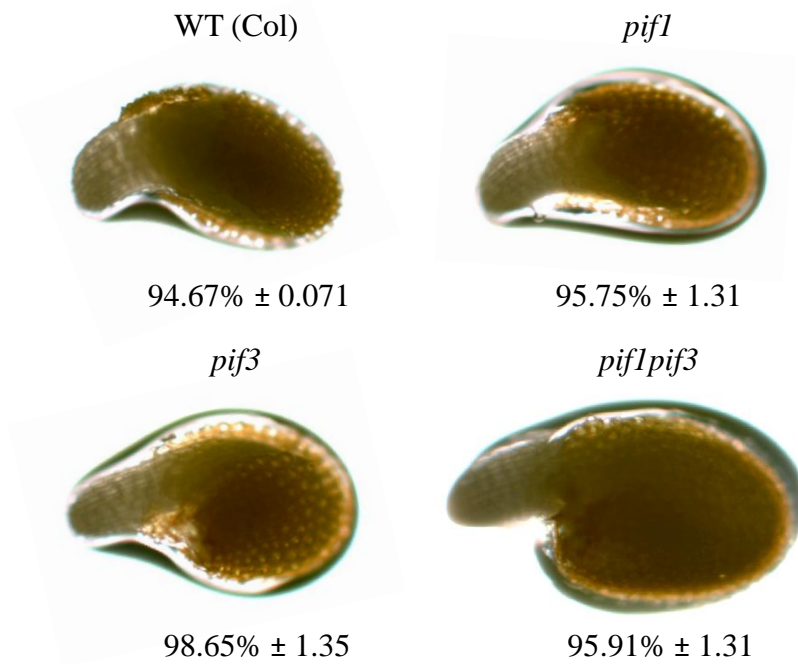 WT (Col)
pif1
94.67% ± 0.071
95.75% ± 1.31
pif3
pif1pif3
98.65% ± 1.35
95.91% ± 1.31